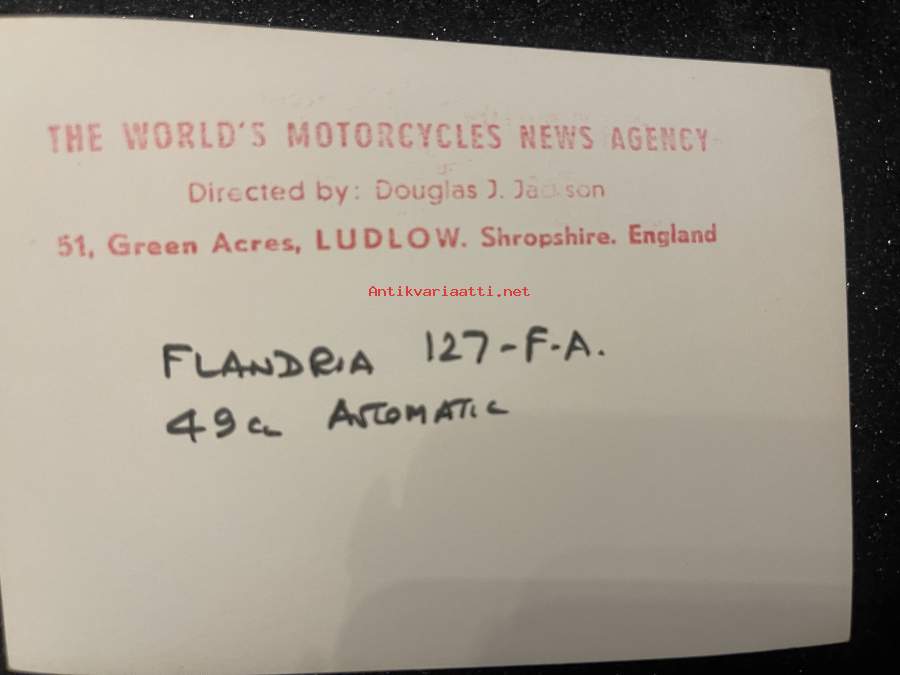 THE WORLD'S MOTORCYCLES NEWS AGENCY
Directed by: Douglas J. Jackson
51, Green Acres, LUDLOW. Shropshire. England
Antikvariaatti.net
FLANDRIA 127-F-A.
49cc AUTOMATIC